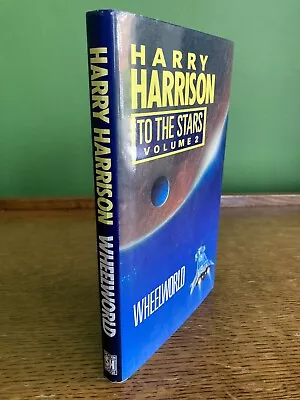 HARRY
HARRISON
TO THE STARS
VOLUME 2
WHEELWORLD
HARRY HARRISON WHEELWORLD